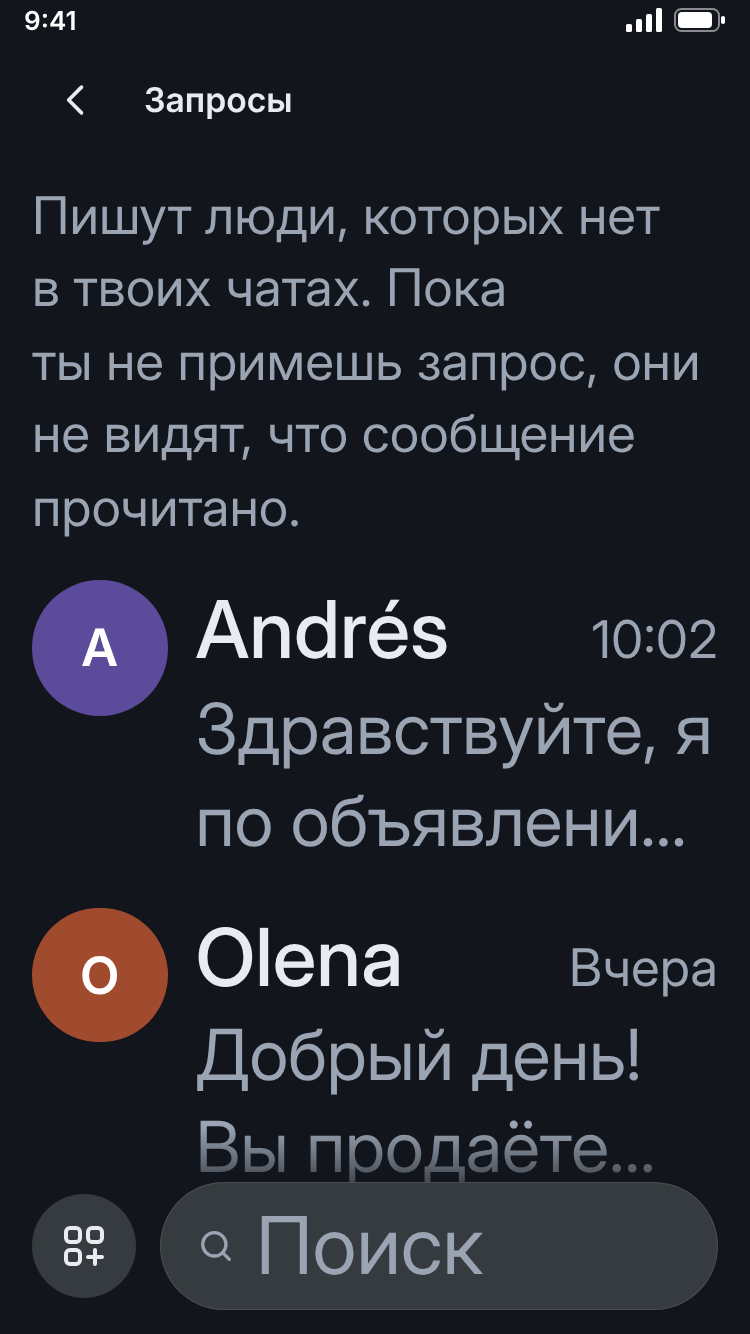 9:41
Запросы
Пишут люди, которых нет
в твоих чатах. Пока
ты не примешь запрос, они
не видят, что сообщение
прочитано.
A
Andrés
10:02
Здравствуйте, я
по объявлени...
O
Olena
Вчера
Добрый день!
Вы продаёте...
Поиск